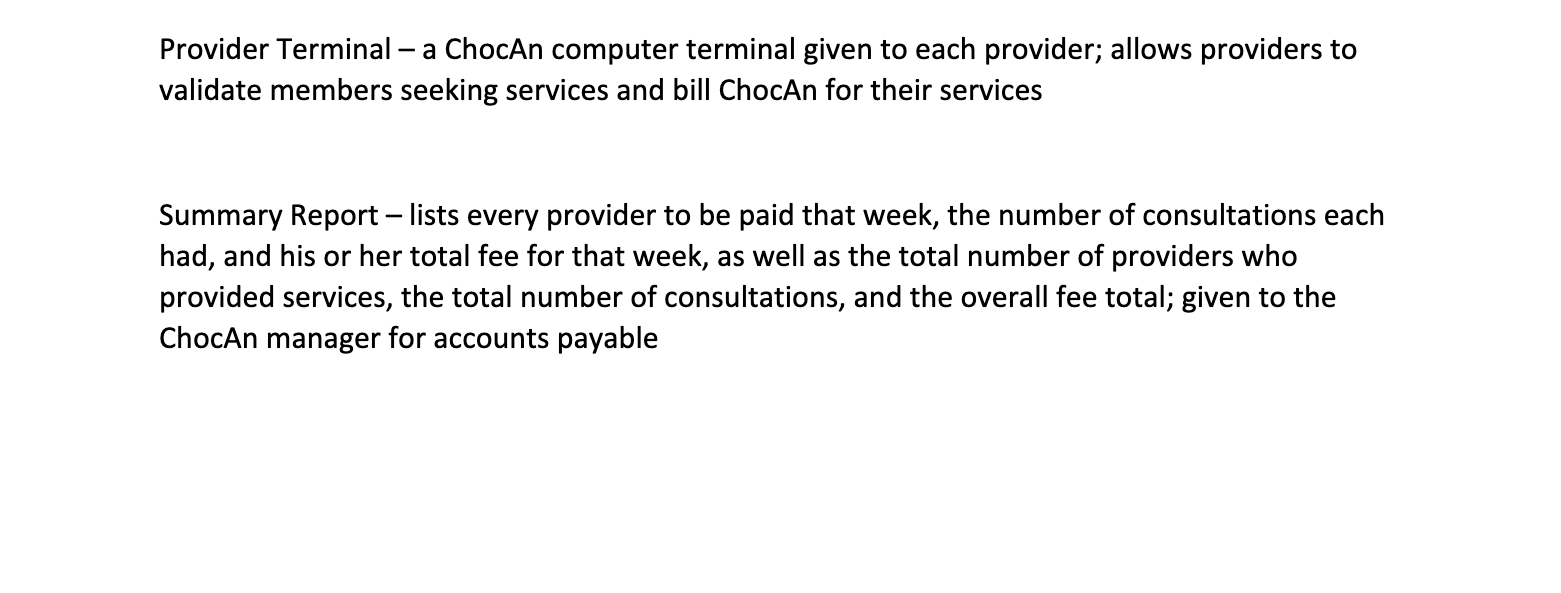 Provider Terminal – a ChocAn computer terminal given to each provider; allows providers to
validate members seeking services and bill ChocAn for their services
Summary Report – lists every provider to be paid that week, the number of consultations each
had, and his or her total fee for that week, as well as the total number of providers who
provided services, the total number of consultations, and the overall fee total; given to the
ChocAn manager for accounts payable